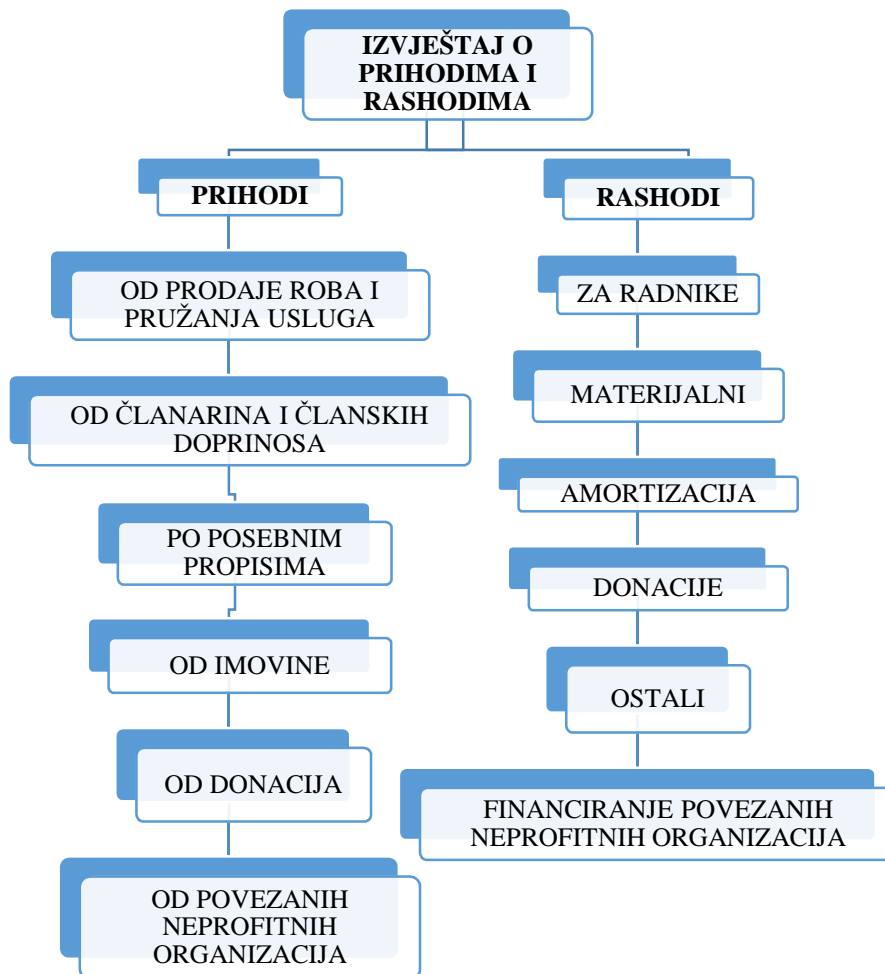 IZVJEŠTAJ O
PRIHODIMA I
RASHODIMA
PRIHODI
OD PRODAJE ROBA I
PRUŽANJA USLUGA
OD ČLANARINA I ČLANSKIH
DOPRINOSA
PO POSEBNIM
PROPISIMA
OD IMOVINE
OD DONACIJA
OD POVEZANIH
NEPROFITNIH
ORGANIZACIJA
RASHODI
ZA RADNIKE
MATERIJALNI
AMORTIZACIJA
DONACIJE
OSTALI
FINANCIRANJE POVEZANIH
NEPROFITNIH ORGANIZACIJA